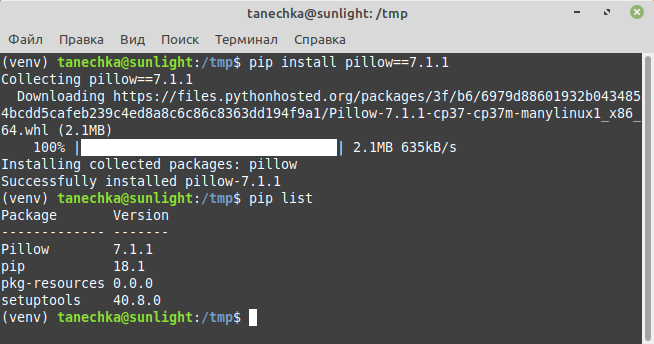 tanechka@sunlight: /tmp
Файл Правка Вид Поиск Терминал Справка
(venv) tanechka@sunlight:/tmp$ pip install pillow==7.1.1
Collecting pillow==7.1.1
  Downloading https://files.pythonhosted.org/packages/3f/b6/6979d88601932b043485
4bcdd5cafeb239c4ed8a8c6c86c8363dd194f9a1/Pillow-7.1.1-cp37-cp37m-manylinux1_x86_
64.whl (2.1MB)
    100% |████████████████████████████████| 2.1MB 635kB/s
Installing collected packages: pillow
Successfully installed pillow-7.1.1
(venv) tanechka@sunlight:/tmp$ pip list
Package       Version
------------- -------
Pillow        7.1.1
pip           18.1
pkg-resources 0.0.0
setuptools    40.8.0
(venv) tanechka@sunlight:/tmp$